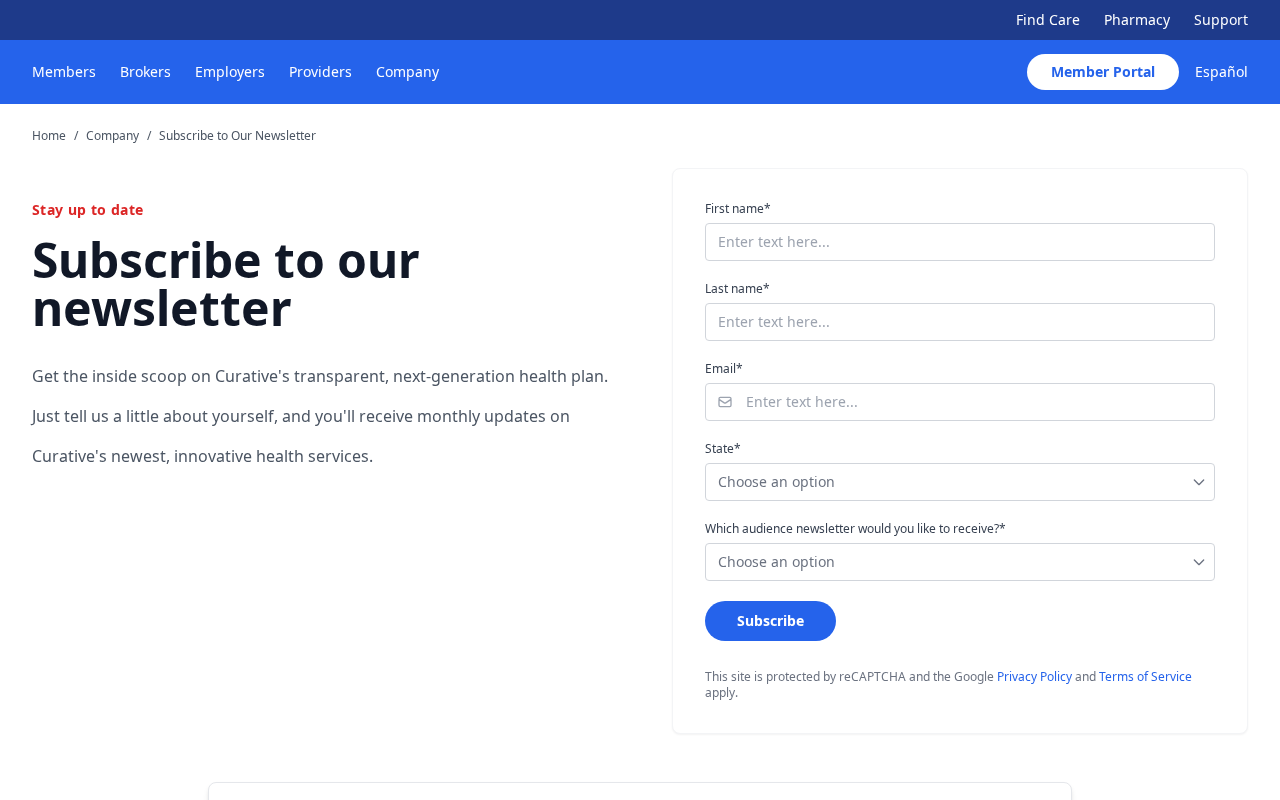 Find Care Pharmacy Support
Members Brokers Employers Providers Company Member Portal Español
Home / Company / Subscribe to Our Newsletter
Stay up to date
Subscribe to our
newsletter
Get the inside scoop on Curative's transparent, next-generation health plan.
Just tell us a little about yourself, and you'll receive monthly updates on
Curative's newest, innovative health services.
First name*
Enter text here...
Last name*
Enter text here...
Email*
Enter text here...
State*
Choose an option
Which audience newsletter would you like to receive?*
Choose an option
Subscribe
This site is protected by reCAPTCHA and the Google Privacy Policy and Terms of Service
apply.